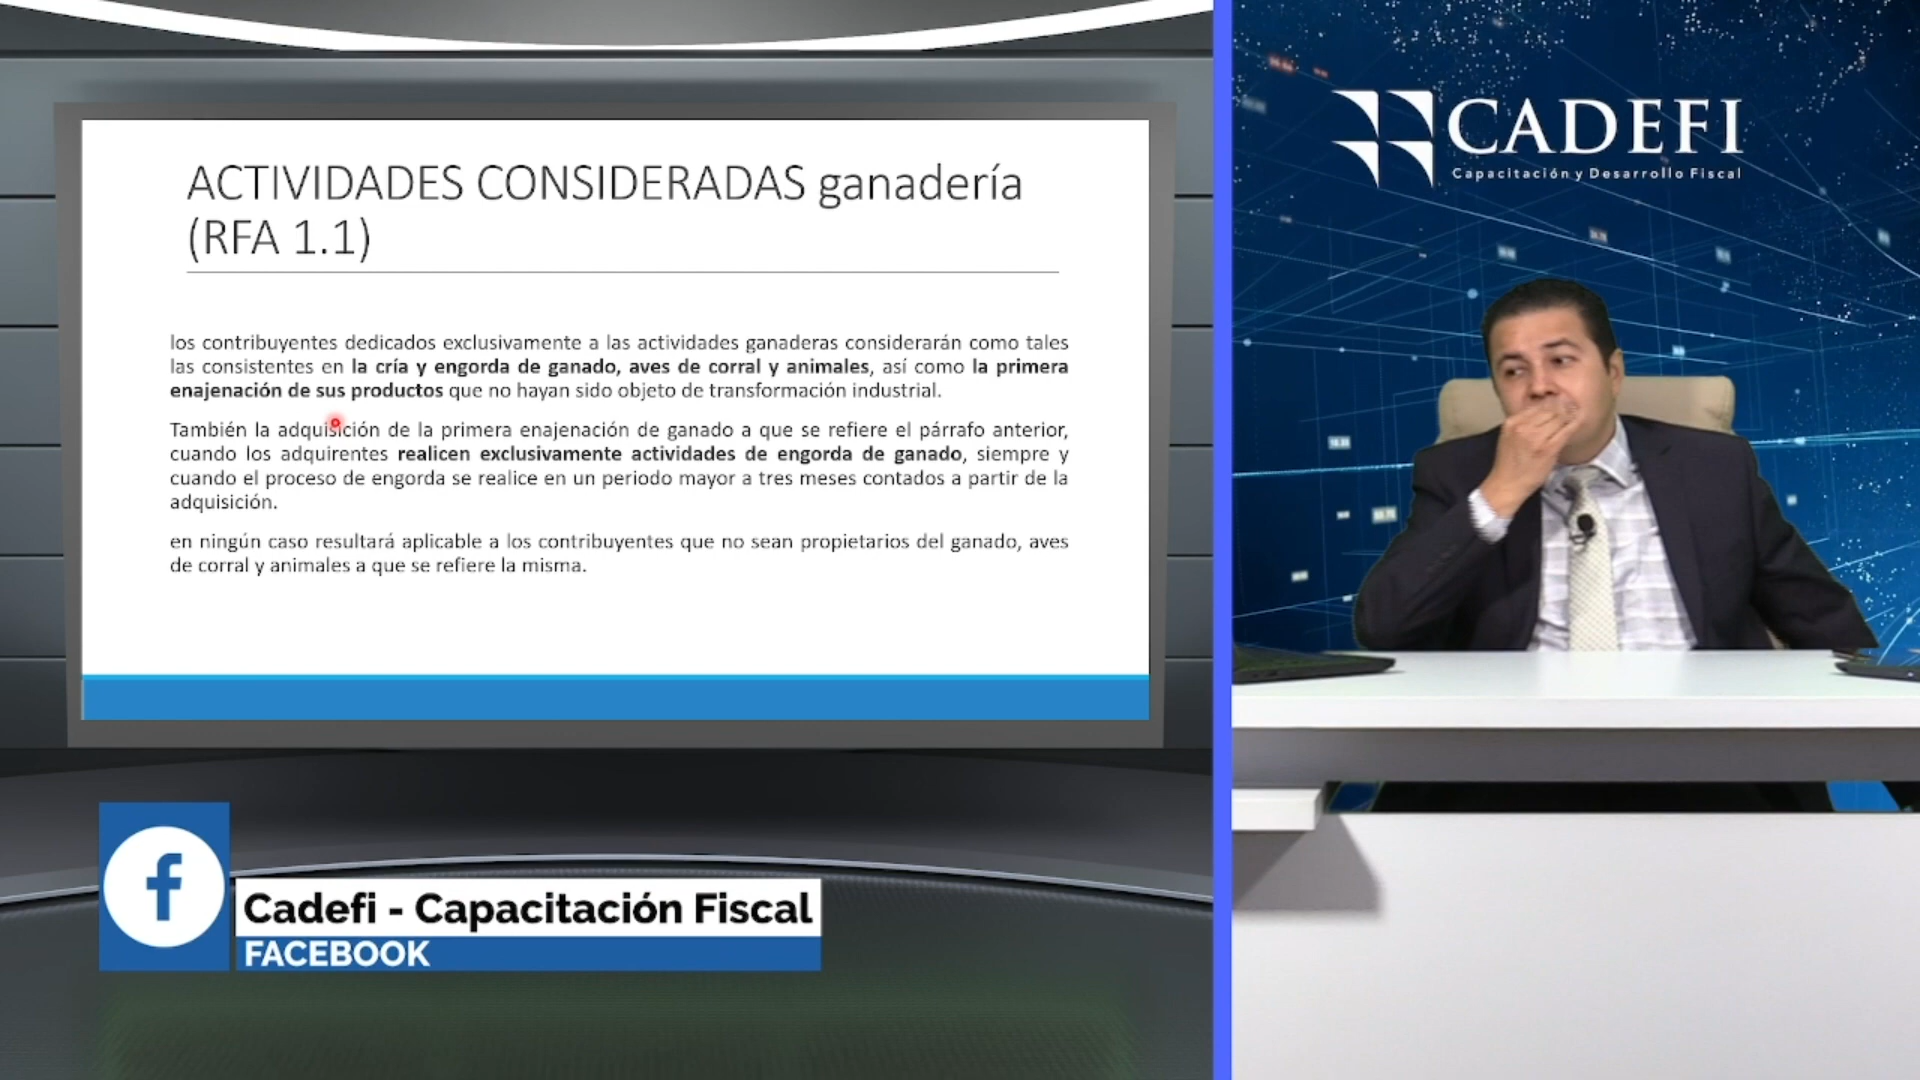 ACTIVIDADES CONSIDERADAS ganadería
(RFA 1.1)
los contribuyentes dedicados exclusivamente a las actividades ganaderas considerarán como tales
las consistentes en la cría y engorda de ganado, aves de corral y animales, así como la primera
enajenación de sus productos que no hayan sido objeto de transformación industrial.
También la adquisición de la primera enajenación de ganado a que se refiere el párrafo anterior,
cuando los adquirentes realicen exclusivamente actividades de engorda de ganado, siempre y
cuando el proceso de engorda se realice en un periodo mayor a tres meses contados a partir de la
adquisición.
en ningún caso resultará aplicable a los contribuyentes que no sean propietarios del ganado, aves
de corral y animales a que se refiere la misma.
CADEFI
Capacitación y Desarrollo Fiscal
f
Cadefi - Capacitación Fiscal
FACEBOOK